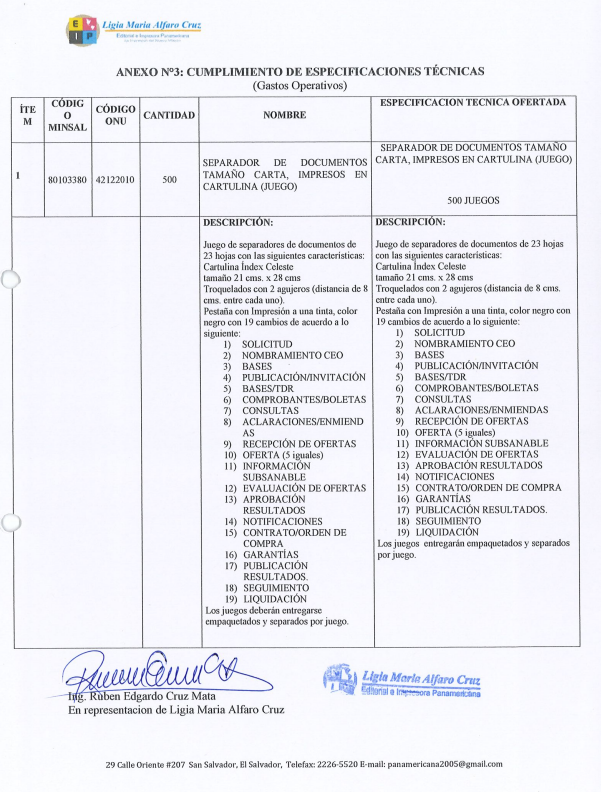 Ligia Maria Alfaro Cruz
Editorial e Impresora Panamericana
ANEXO Nº3: CUMPLIMIENTO DE ESPECIFICACIONES TÉCNICAS
(Gastos Operativos)
ÍTE
M
CÓDIG
O
MINSAL
CÓDIGO
ONU
CANTIDAD
NOMBRE
ESPECIFICACION TECNICA OFERTADA
1
80103380
42122010
500
SEPARADOR DE DOCUMENTOS
TAMAÑO CARTA, IMPRESOS EN
CARTULINA (JUEGO)
SEPARADOR DE DOCUMENTOS TAMAÑO
CARTA, IMPRESOS EN CARTULINA (JUEGO)
500 JUEGOS
DESCRIPCIÓN:
Juego de separadores de documentos de
23 hojas con las siguientes características:
Cartulina Índex Celeste
tamaño 21 cms. x 28 cms
Troquelados con 2 agujeros (distancia de 8
cms. entre cada uno).
Pestaña con Impresión a una tinta, color
negro con 19 cambios de acuerdo a lo
siguiente:
1) SOLICITUD
2) NOMBRAMIENTO CEO
3) BASES
4) PUBLICACIÓN/INVITACIÓN
5) BASES/TDR
6) COMPROBANTES/BOLETAS
7) CONSULTAS
8) ACLARACIONES/ENMIEND
AS
9) RECEPCIÓN DE OFERTAS
10) OFERTA (5 iguales)
11) INFORMACIÓN
SUBSANABLE
12) EVALUACIÓN DE OFERTAS
13) APROBACIÓN
RESULTADOS
14) NOTIFICACIONES
15) CONTRATO/ORDEN DE
COMPRA
16) GARANTÍAS
17) PUBLICACIÓN
RESULTADOS.
18) SEGUIMIENTO
19) LIQUIDACIÓN
Los juegos deberán entregarse
empaquetados y separados por juego.
DESCRIPCIÓN:
Juego de separadores de documentos de 23 hojas
con las siguientes características:
Cartulina Índex Celeste
tamaño 21 cms. x 28 cms
Troquelados con 2 agujeros (distancia de 8 cms.
entre cada uno).
Pestaña con Impresión a una tinta, color negro con
19 cambios de acuerdo a lo siguiente:
1) SOLICITUD
2) NOMBRAMIENTO CEO
3) BASES
4) PUBLICACIÓN/INVITACIÓN
5) BASES/TDR
6) COMPROBANTES/BOLETAS
7) CONSULTAS
8) ACLARACIONES/ENMIENDAS
9) RECEPCIÓN DE OFERTAS
10) OFERTA (5 iguales)
11) INFORMACIÓN SUBSANABLE
12) EVALUACIÓN DE OFERTAS
13) APROBACIÓN RESULTADOS
14) NOTIFICACIONES
15) CONTRATO/ORDEN DE COMPRA
16) GARANTÍAS
17) PUBLICACIÓN RESULTADOS.
18) SEGUIMIENTO
19) LIQUIDACIÓN
Los juegos entregarán empaquetados y separados
por juego.
Ing. Ruben Edgardo Cruz Mata
En representacion de Ligia Maria Alfaro Cruz
Ligia Maria Alfaro Cruz
Editorial e Impresora Panamericana
29 Calle Oriente #207 San Salvador, El Salvador, Telefax: 2226-5520 E-mail: panamericana2005@gmail.com